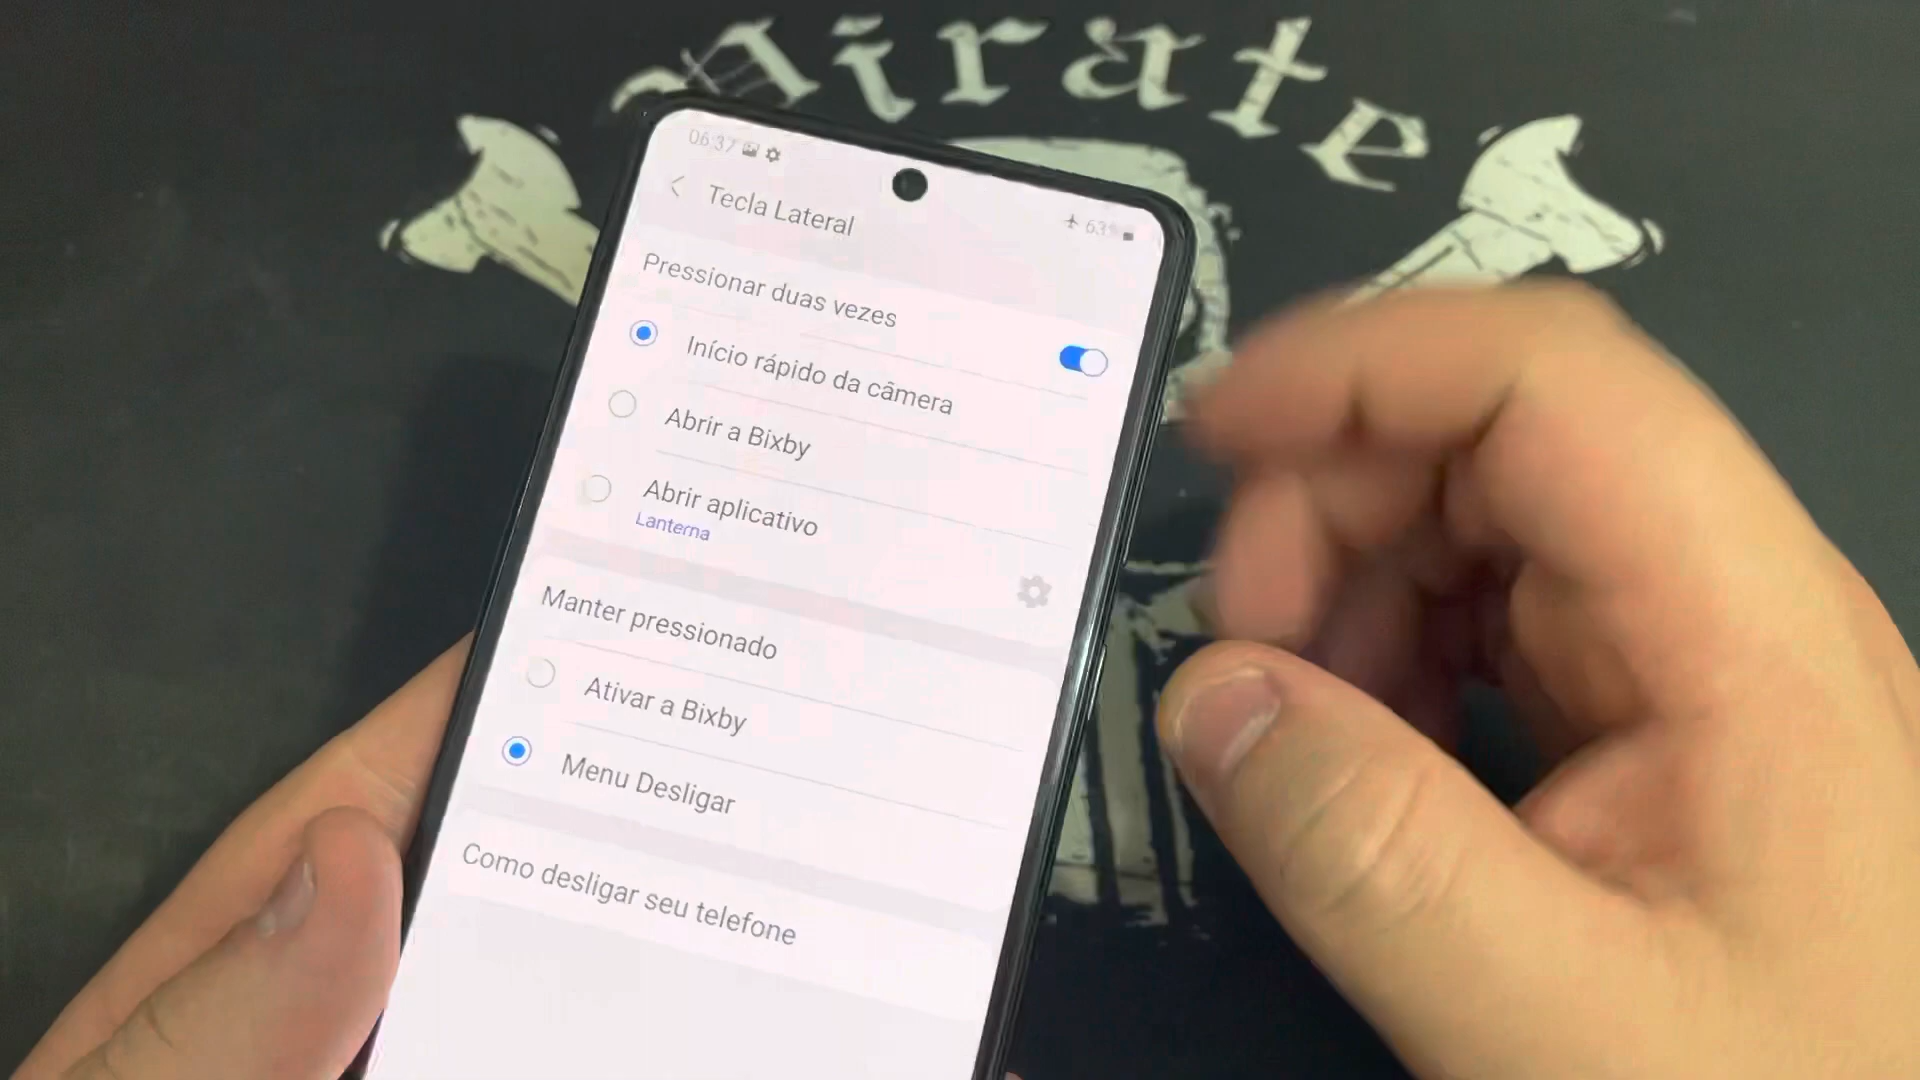 Pirate
06:37
63%
Tecla Lateral
Pressionar duas vezes
Início rápido da câmera
Abrir a Bixby
Abrir aplicativo
Lanterna
Manter pressionado
Ativar a Bixby
Menu Desligar
Como desligar seu telefone